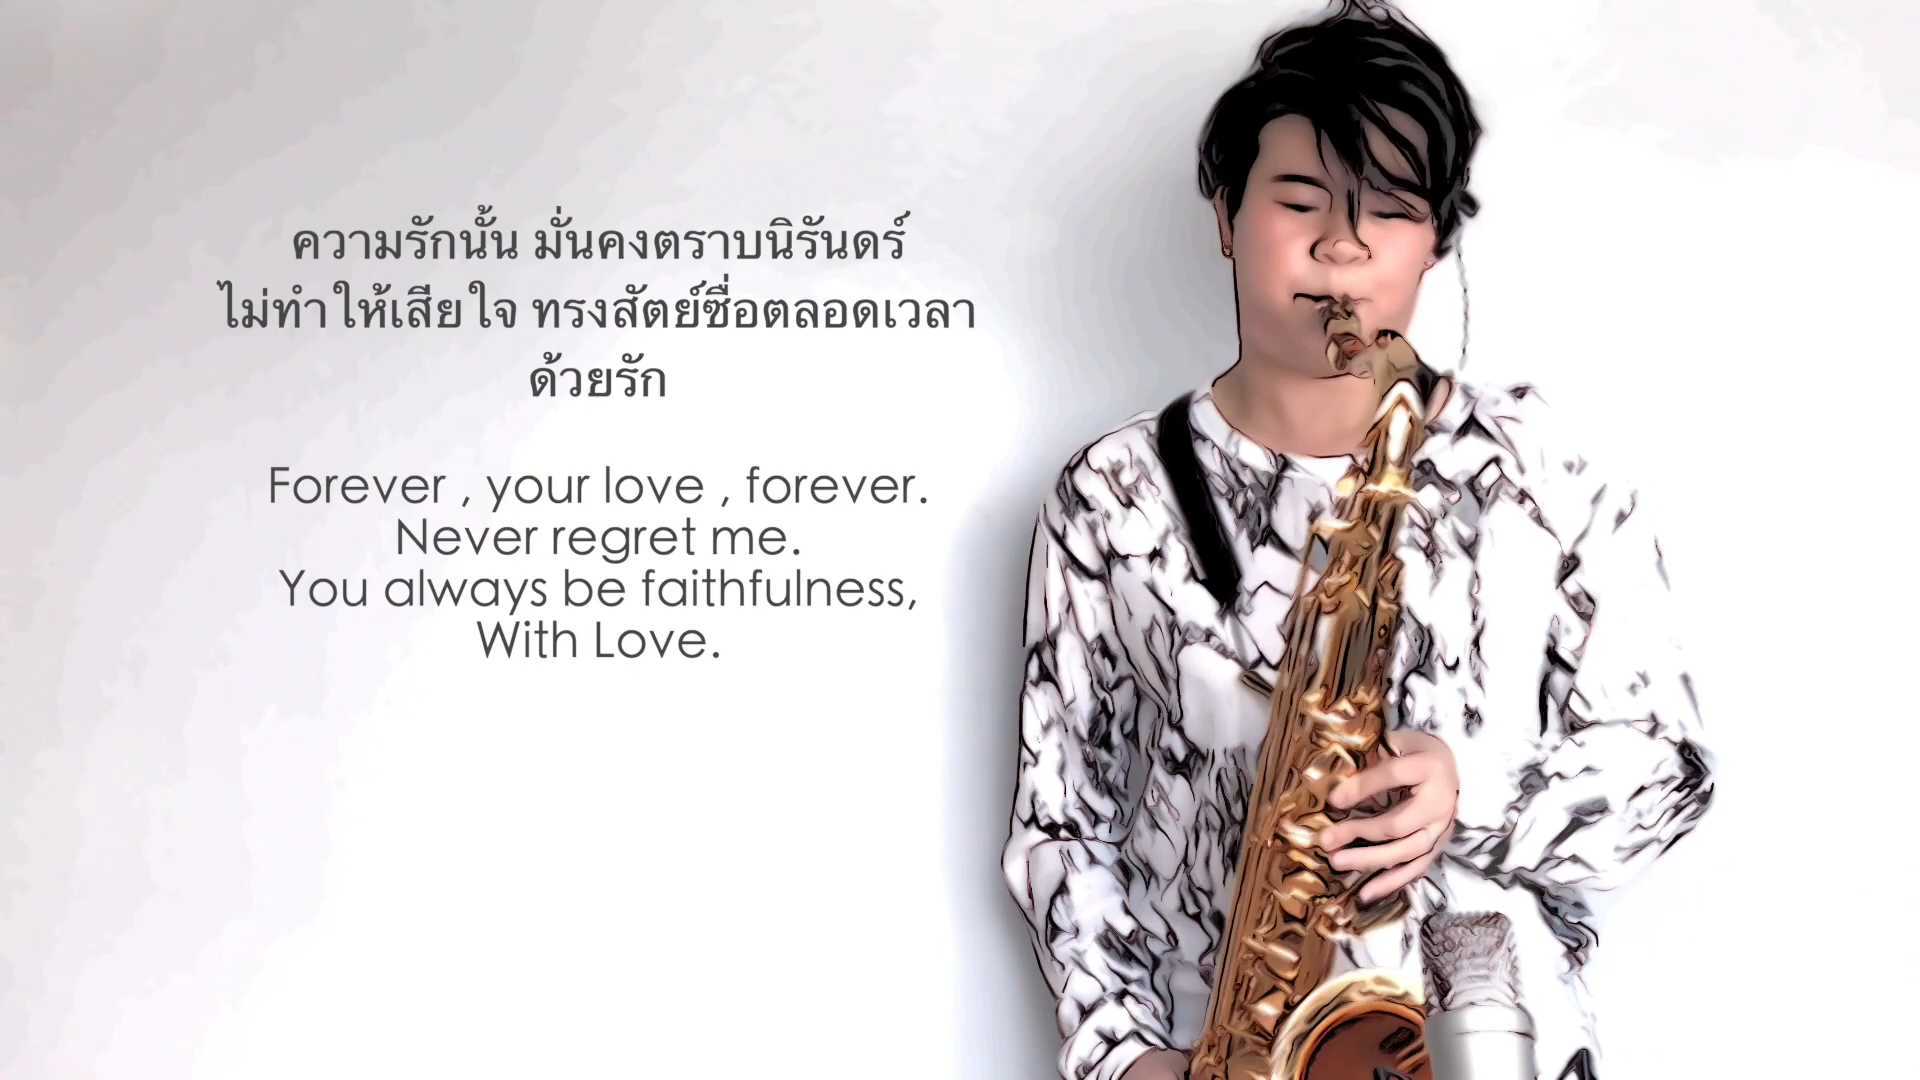 ความรักนั้น มั่นคงตราบนิรันดร์
ไม่ทำให้เสียใจ ทรงสัตย์ซื่อตลอดเวลา
ด้วยรัก
Forever , your love , forever.
Never regret me.
You always be faithfulness,
With Love.